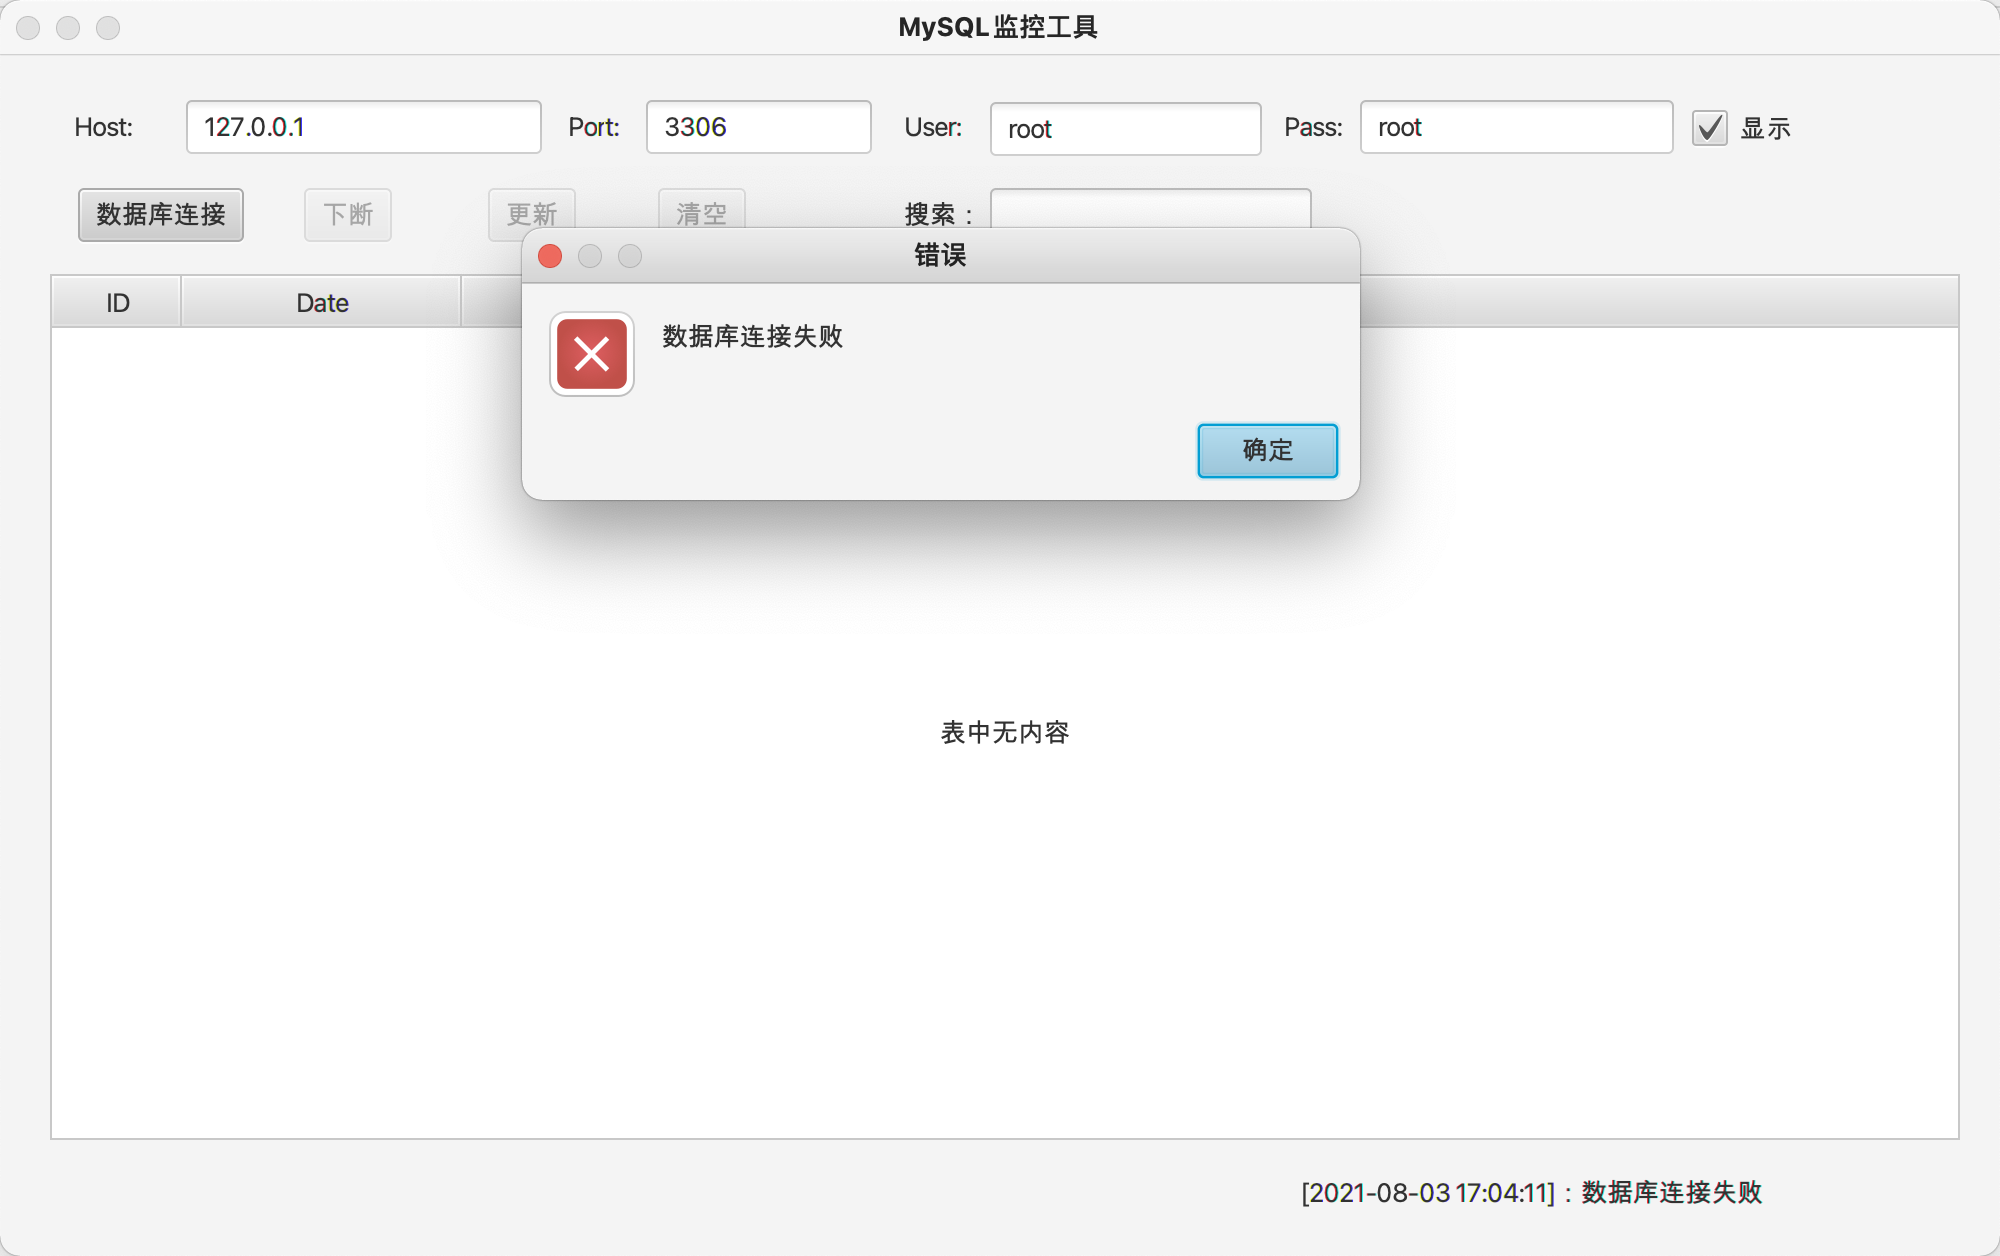 MySQL监控工具
Host: 127.0.0.1 Port: 3306 User: root Pass: root 显示
数据库连接 下断 更新 清空 搜索：
错误
ID Date
数据库连接失败
确定
表中无内容
[2021-08-03 17:04:11]：数据库连接失败